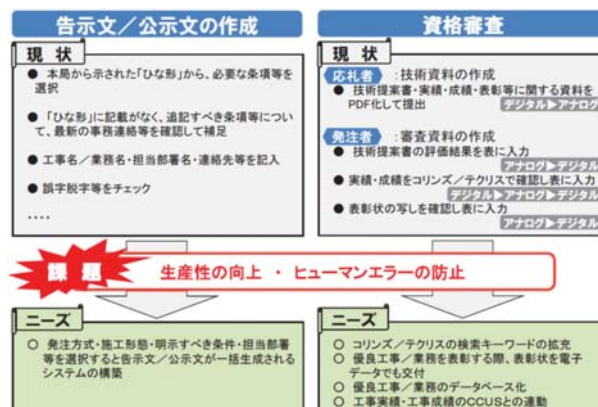 告示文／公示文の作成
現 状
● 本局から示された「ひな形」から、必要な条項等を
選択
● 「ひな形」に記載がなく、追記すべき条項等につい
て、最新の事務連絡等を確認して補足
● 工事名／業務名・担当部署名・連絡先等を記入
● 誤字脱字等をチェック
‥‥
資格審査
現 状
応札者 :技術資料の作成
● 技術提案書・実績・成績・表彰等に関する資料を
PDF化して提出 デジタル▶アナログ
発注者 :審査資料の作成
● 技術提案書の評価結果を表に入力
アナログ▶デジタル
● 実績・成績をコリンズ／テクリスで確認し表に入力
デジタル▶アナログ▶デジタル
● 表彰状の写しを確認し表に入力
アナログ▶デジタル
課 題
生産性の向上 ・ ヒューマンエラーの防止
ニーズ
○ 発注方式・施工形態・明示すべき条件・担当部署
等を選択すると告示文／公示文が一括生成される
システムの構築
ニーズ
○ コリンズ／テクリスの検索キーワードの拡充
○ 優良工事／業務を表彰する際、表彰状を電子
データでも交付
○ 優良工事／業務のデータベース化
○ 工事実績・工事成績のCCUSとの連動